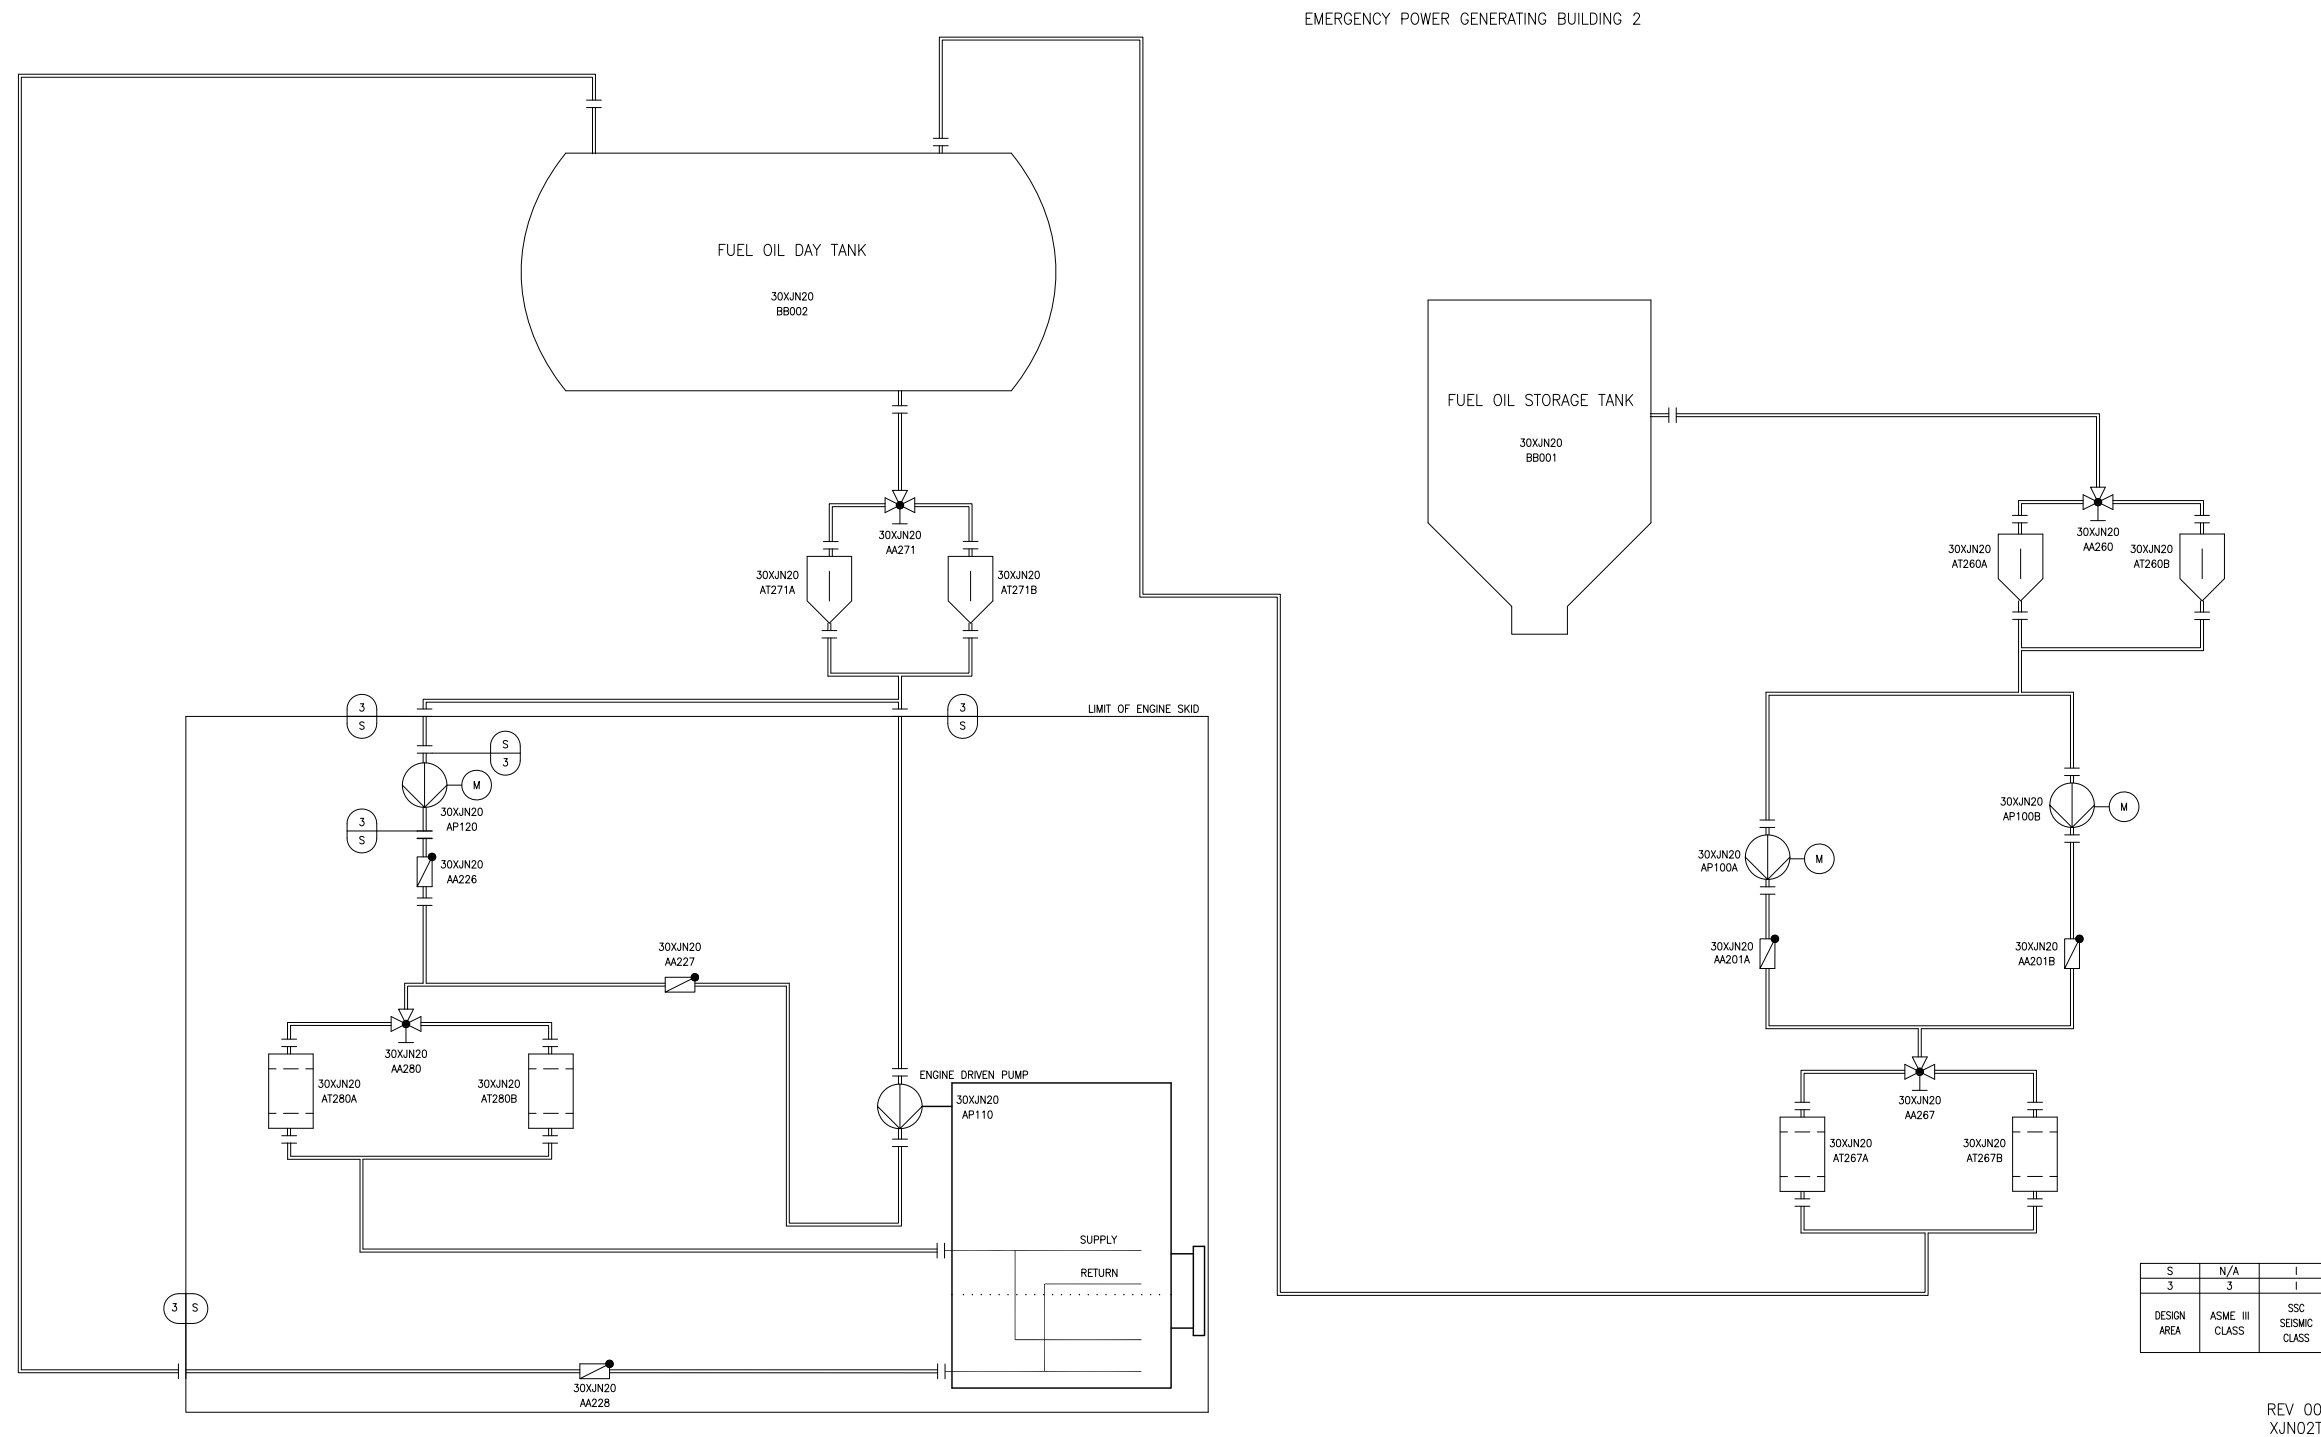 EMERGENCY POWER GENERATING BUILDING 2
FUEL OIL DAY TANK
30XJN20
BB002
FUEL OIL STORAGE TANK
30XJN20
BB001
30XJN20
AA271
30XJN20
AT271A
30XJN20
AT271B
30XJN20
AA260
30XJN20
AT260A
30XJN20
AT260B
3
S
3
S
LIMIT OF ENGINE SKID
S
3
M
30XJN20
AP120
3
S
30XJN20
AA226
30XJN20
AP100B
M
30XJN20
AP100A
M
30XJN20
AA227
30XJN20
AA201A
30XJN20
AA201B
30XJN20
AA280
30XJN20
AT280A
30XJN20
AT280B
ENGINE DRIVEN PUMP
30XJN20
AP110
30XJN20
AA267
30XJN20
AT267A
30XJN20
AT267B
SUPPLY
RETURN
3 S
30XJN20
AA228
S N/A I
3 3 I
DESIGN
AREA
ASME III
CLASS
SSC
SEISMIC
CLASS
REV 00
XJN02T